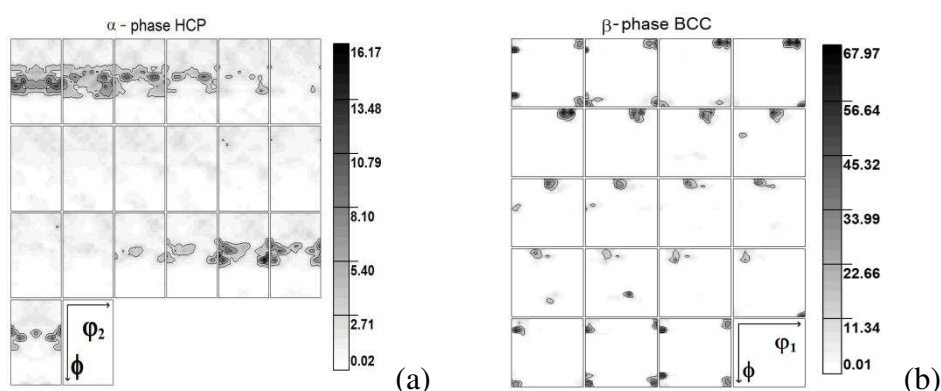 α - phase HCP
16.17
13.48
10.79
8.10
5.40
2.71
0.02
φ₂
ϕ
(a)
β-phase BCC
67.97
56.64
45.32
33.99
22.66
11.34
0.01
φ₁
ϕ
(b)